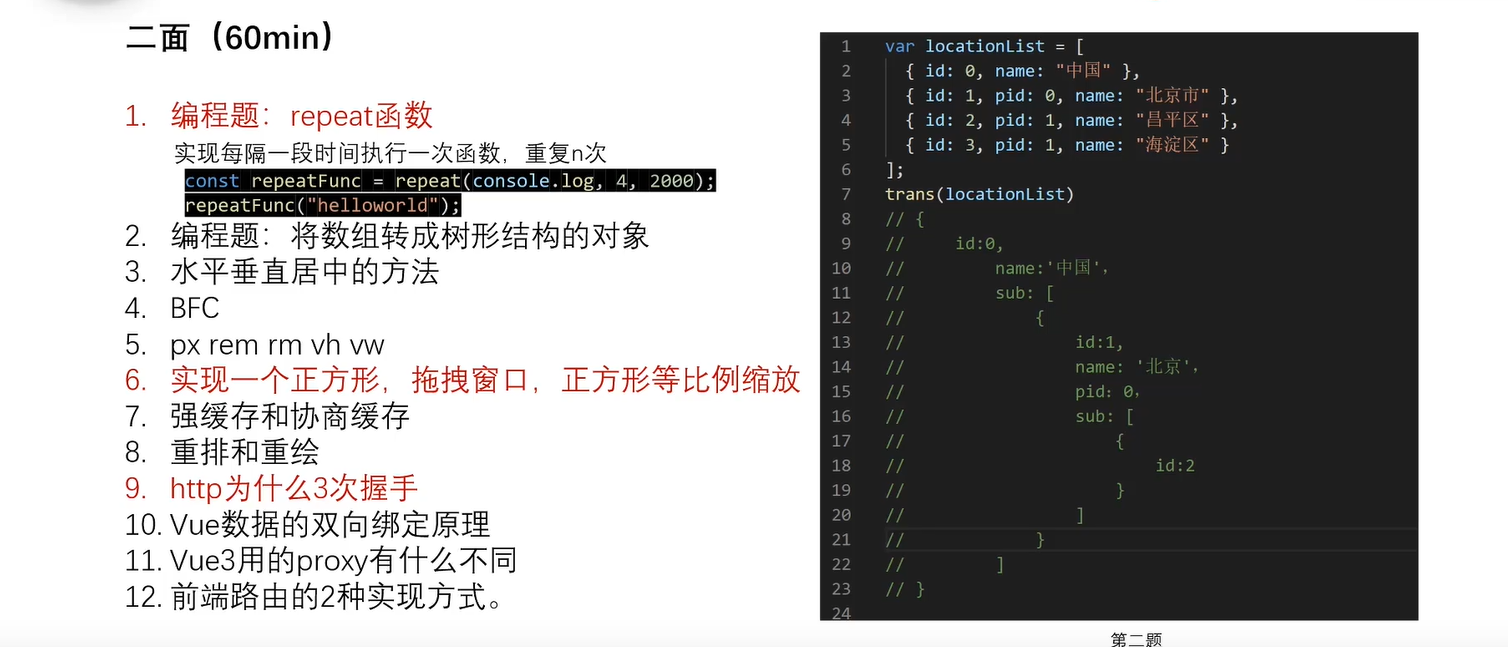 二面（60min）
1. 编程题：repeat函数
实现每隔一段时间执行一次函数，重复n次
const repeatFunc = repeat(console.log, 4, 2000);
repeatFunc("helloworld");
2. 编程题：将数组转成树形结构的对象
3. 水平垂直居中的方法
4. BFC
5. px rem rm vh vw
6. 实现一个正方形，拖拽窗口，正方形等比例缩放
7. 强缓存和协商缓存
8. 重排和重绘
9. http为什么3次握手
10. Vue数据的双向绑定原理
11. Vue3用的proxy有什么不同
12. 前端路由的2种实现方式。
1 var locationList = [
2 { id: 0, name: "中国" },
3 { id: 1, pid: 0, name: "北京市" },
4 { id: 2, pid: 1, name: "昌平区" },
5 { id: 3, pid: 1, name: "海淀区" }
6 ];
7 trans(locationList)
8 // {
9 // id:0,
10 // name:'中国',
11 // sub: [
12 // {
13 // id:1,
14 // name: '北京',
15 // pid: 0,
16 // sub: [
17 // {
18 // id:2
19 // }
20 // ]
21 // }
22 // ]
23 // }
24
第二题